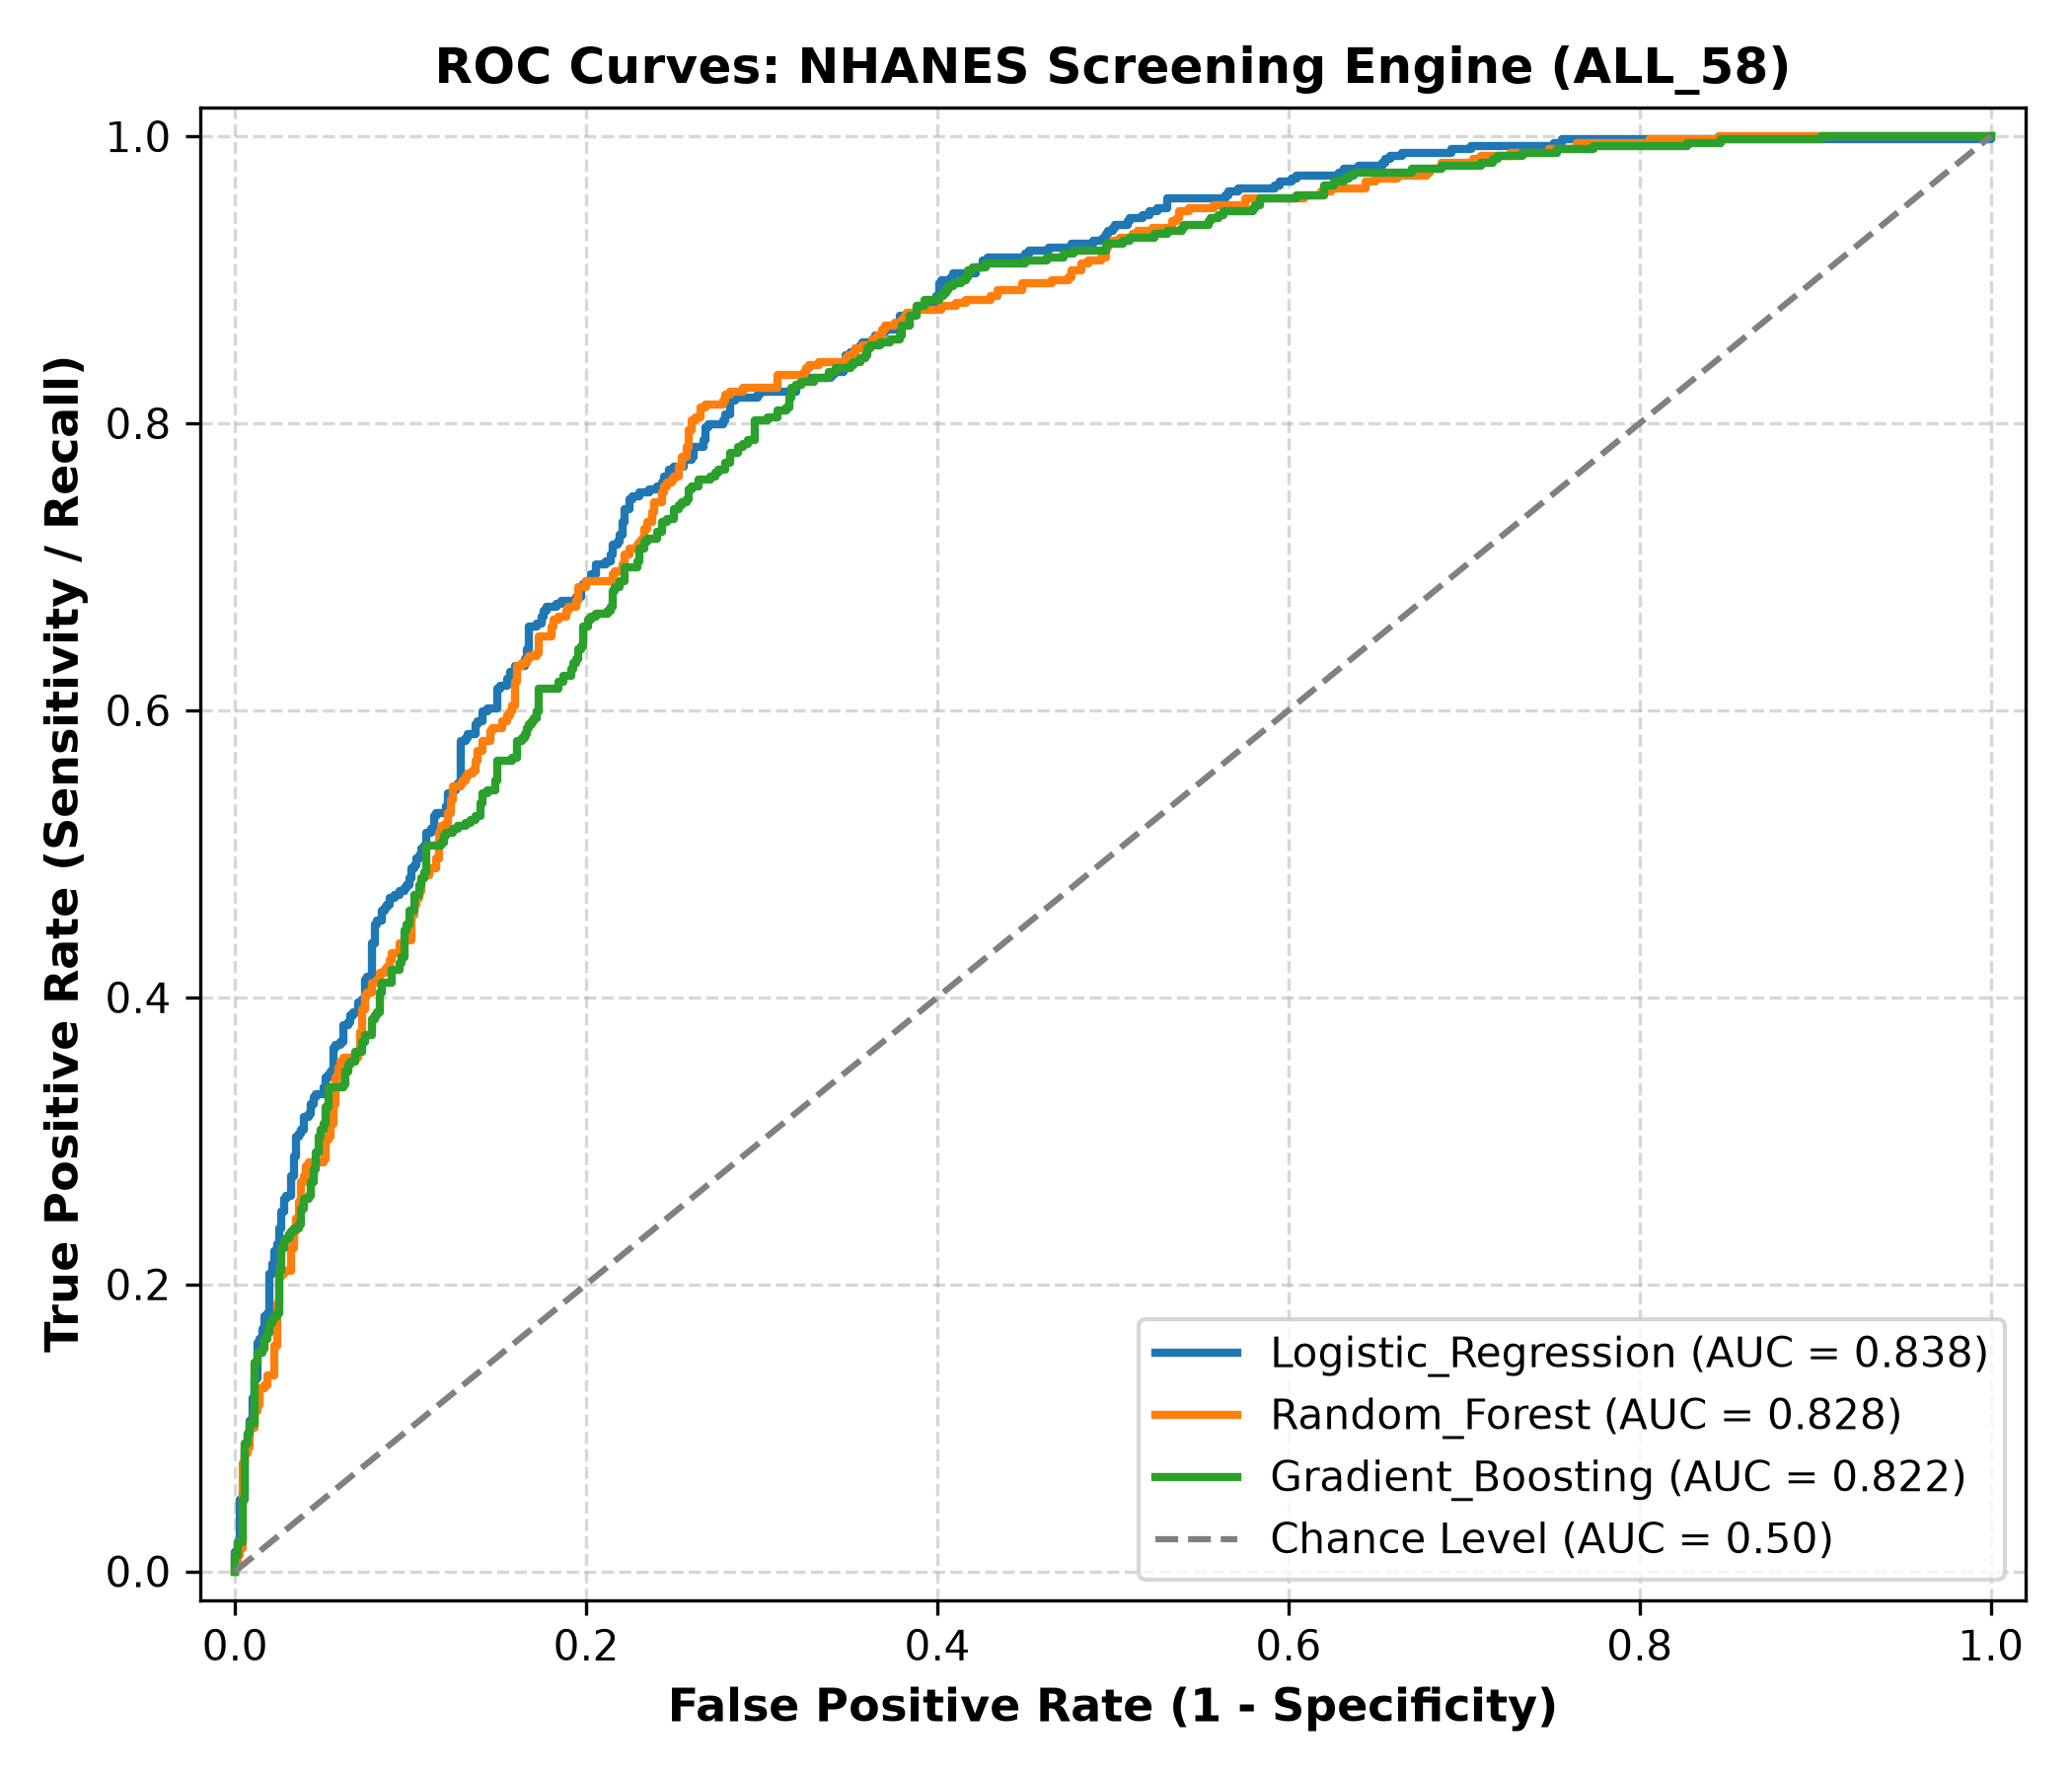 ROC Curves: NHANES Screening Engine (ALL_58)
True Positive Rate (Sensitivity / Recall)
1.0
0.8
0.6
0.4
0.2
0.0
Logistic_Regression (AUC = 0.838)
Random_Forest (AUC = 0.828)
Gradient_Boosting (AUC = 0.822)
Chance Level (AUC = 0.50)
0.0 0.2 0.4 0.6 0.8 1.0
False Positive Rate (1 - Specificity)